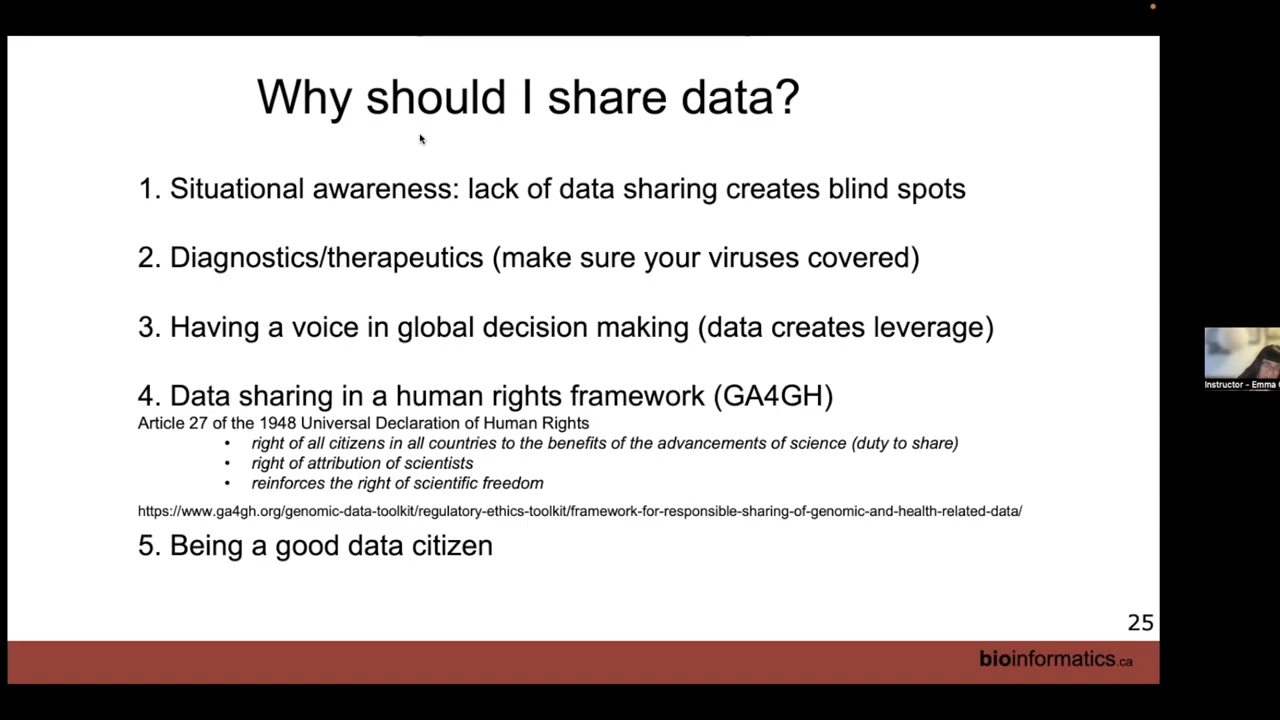 Why should I share data?
1. Situational awareness: lack of data sharing creates blind spots
2. Diagnostics/therapeutics (make sure your viruses covered)
3. Having a voice in global decision making (data creates leverage)
4. Data sharing in a human rights framework (GA4GH)
Article 27 of the 1948 Universal Declaration of Human Rights
• right of all citizens in all countries to the benefits of the advancements of science (duty to share)
• right of attribution of scientists
• reinforces the right of scientific freedom
https://www.ga4gh.org/genomic-data-toolkit/regulatory-ethics-toolkit/framework-for-responsible-sharing-of-genomic-and-health-related-data/
5. Being a good data citizen
25
bioinformatics.ca
Instructor - Emma